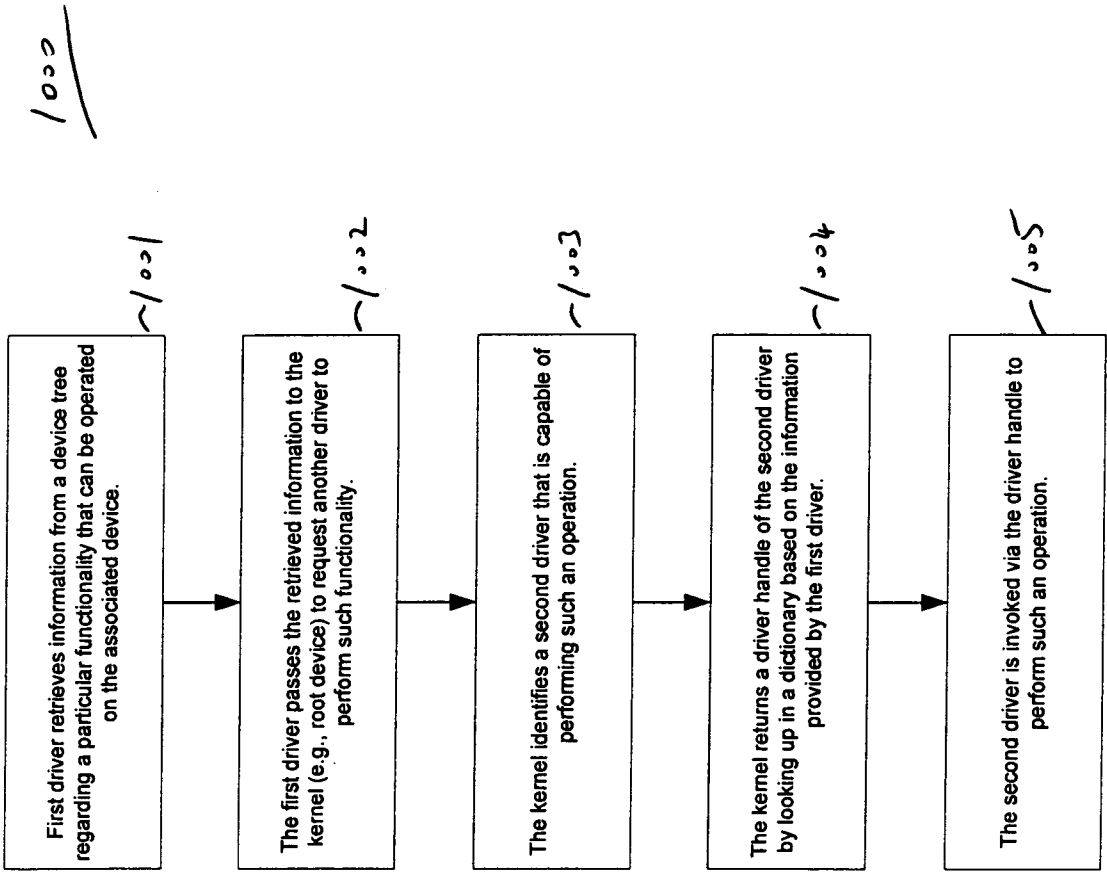 1000
First driver retrieves information from a device tree
regarding a particular functionality that can be operated
on the associated device.
~1001
The first driver passes the retrieved information to the
kernel (e.g., root device) to request another driver to
perform such functionality.
~1002
The kernel identifies a second driver that is capable of
performing such an operation.
~1003
The kernel returns a driver handle of the second driver
by looking up in a dictionary based on the information
provided by the first driver.
~1004
The second driver is invoked via the driver handle to
perform such an operation.
~1005